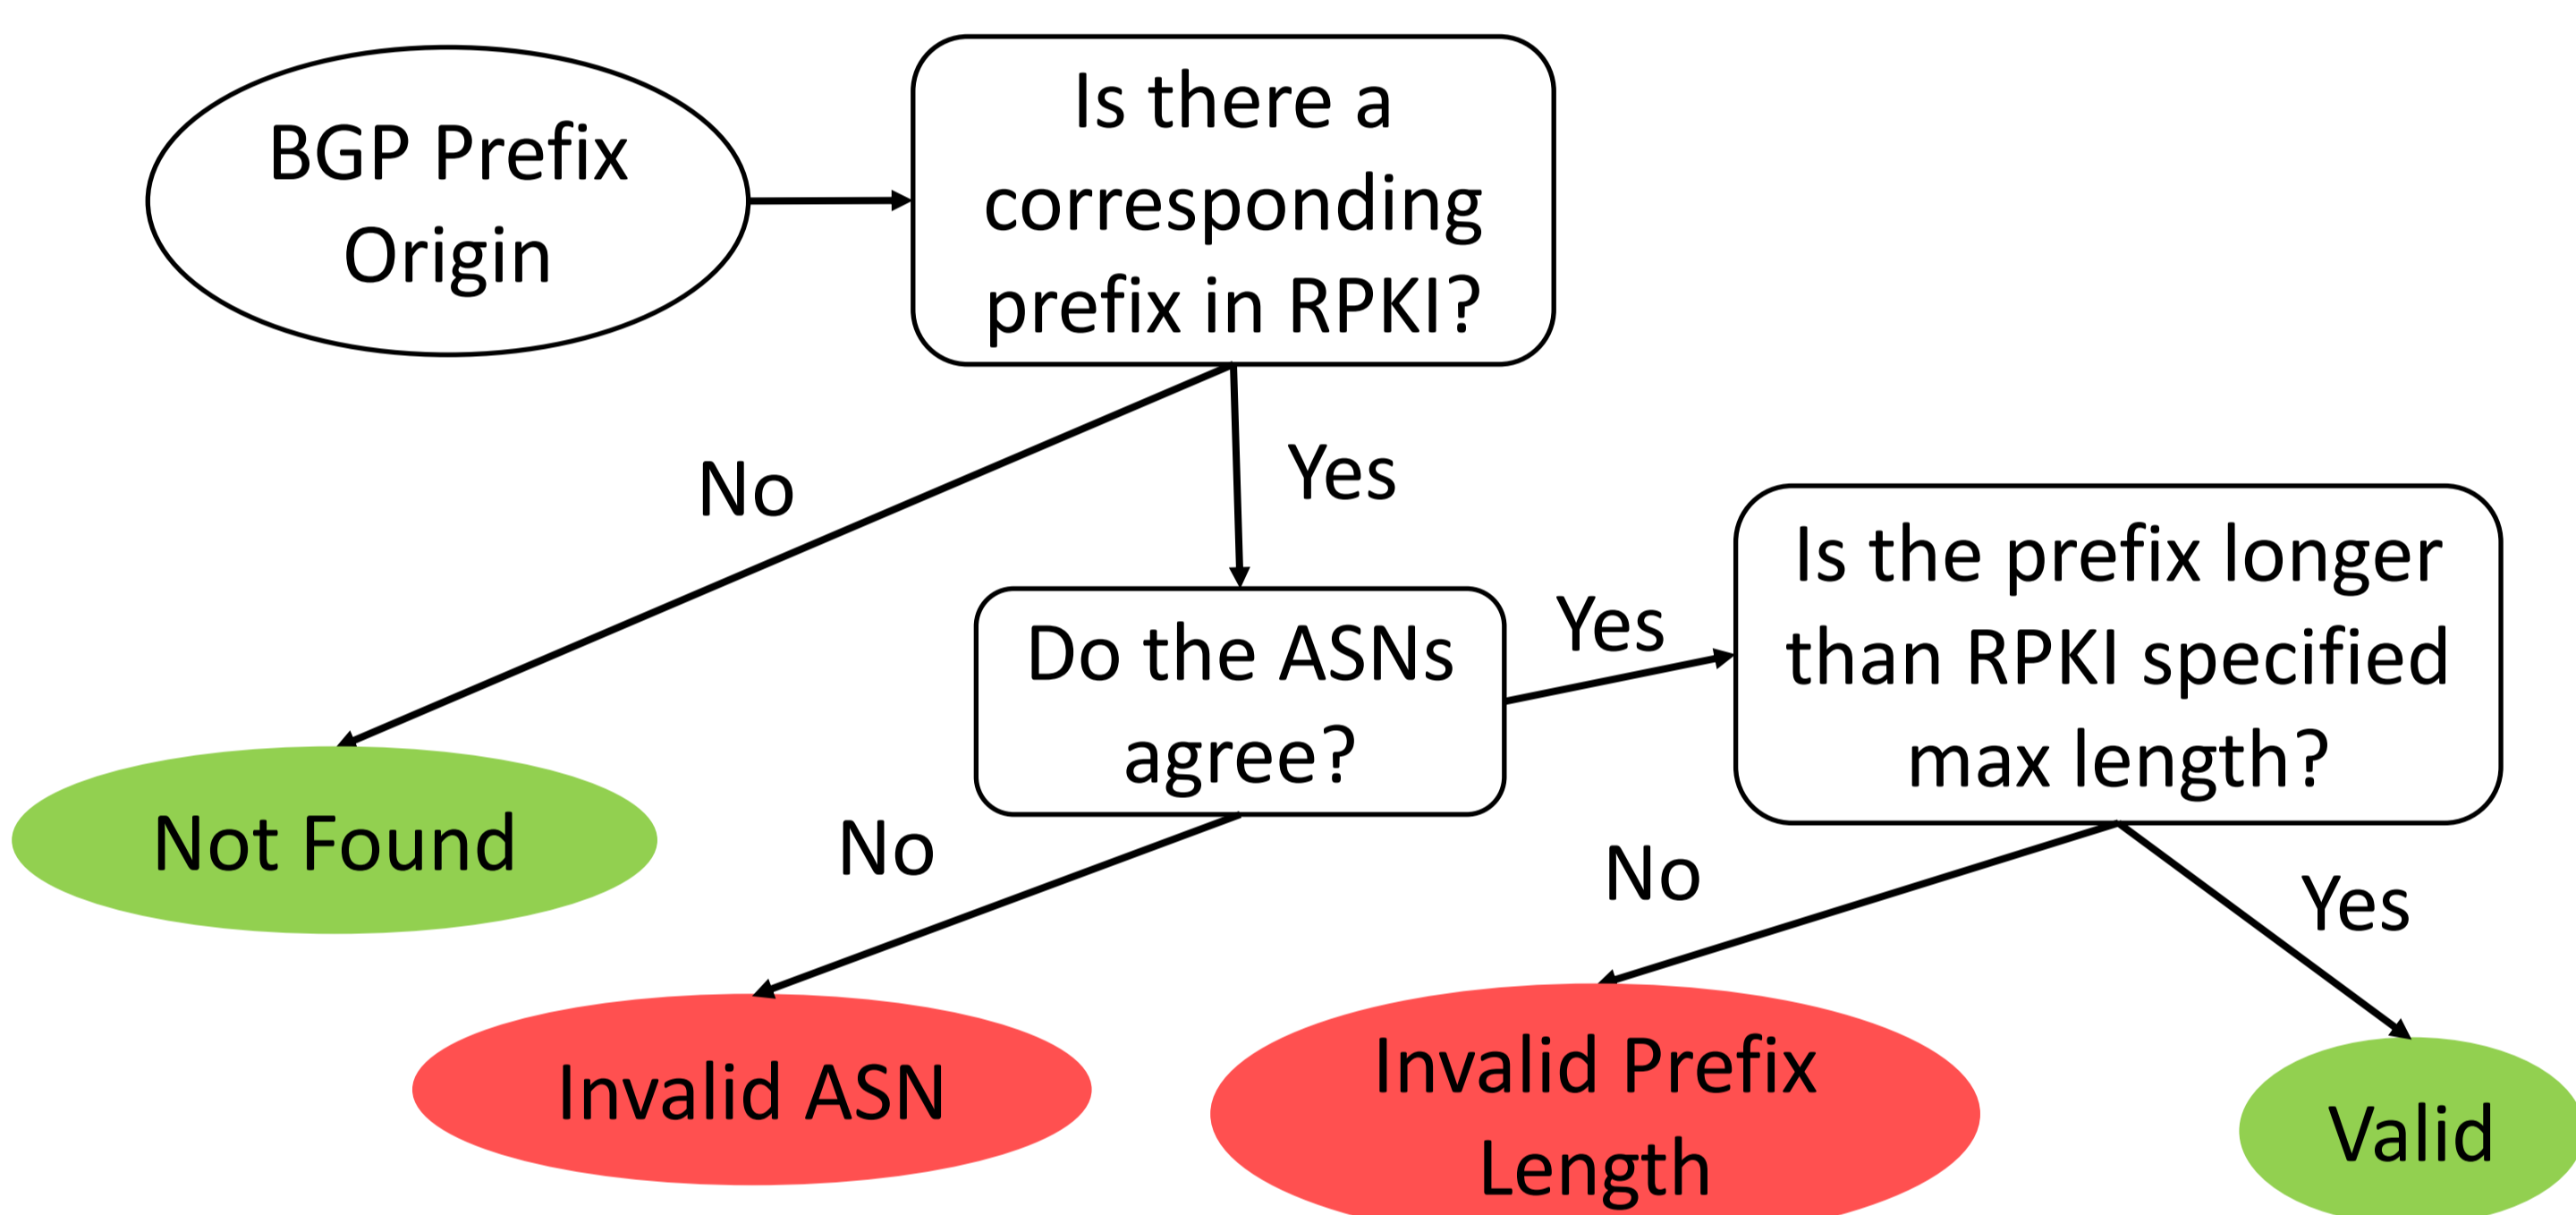 BGP Prefix
Origin
Is there a
corresponding
prefix in RPKI?
No
Yes
Not Found
Do the ASNs
agree?
Yes
Is the prefix longer
than RPKI specified
max length?
No
Invalid ASN
No
Yes
Invalid Prefix
Length
Valid